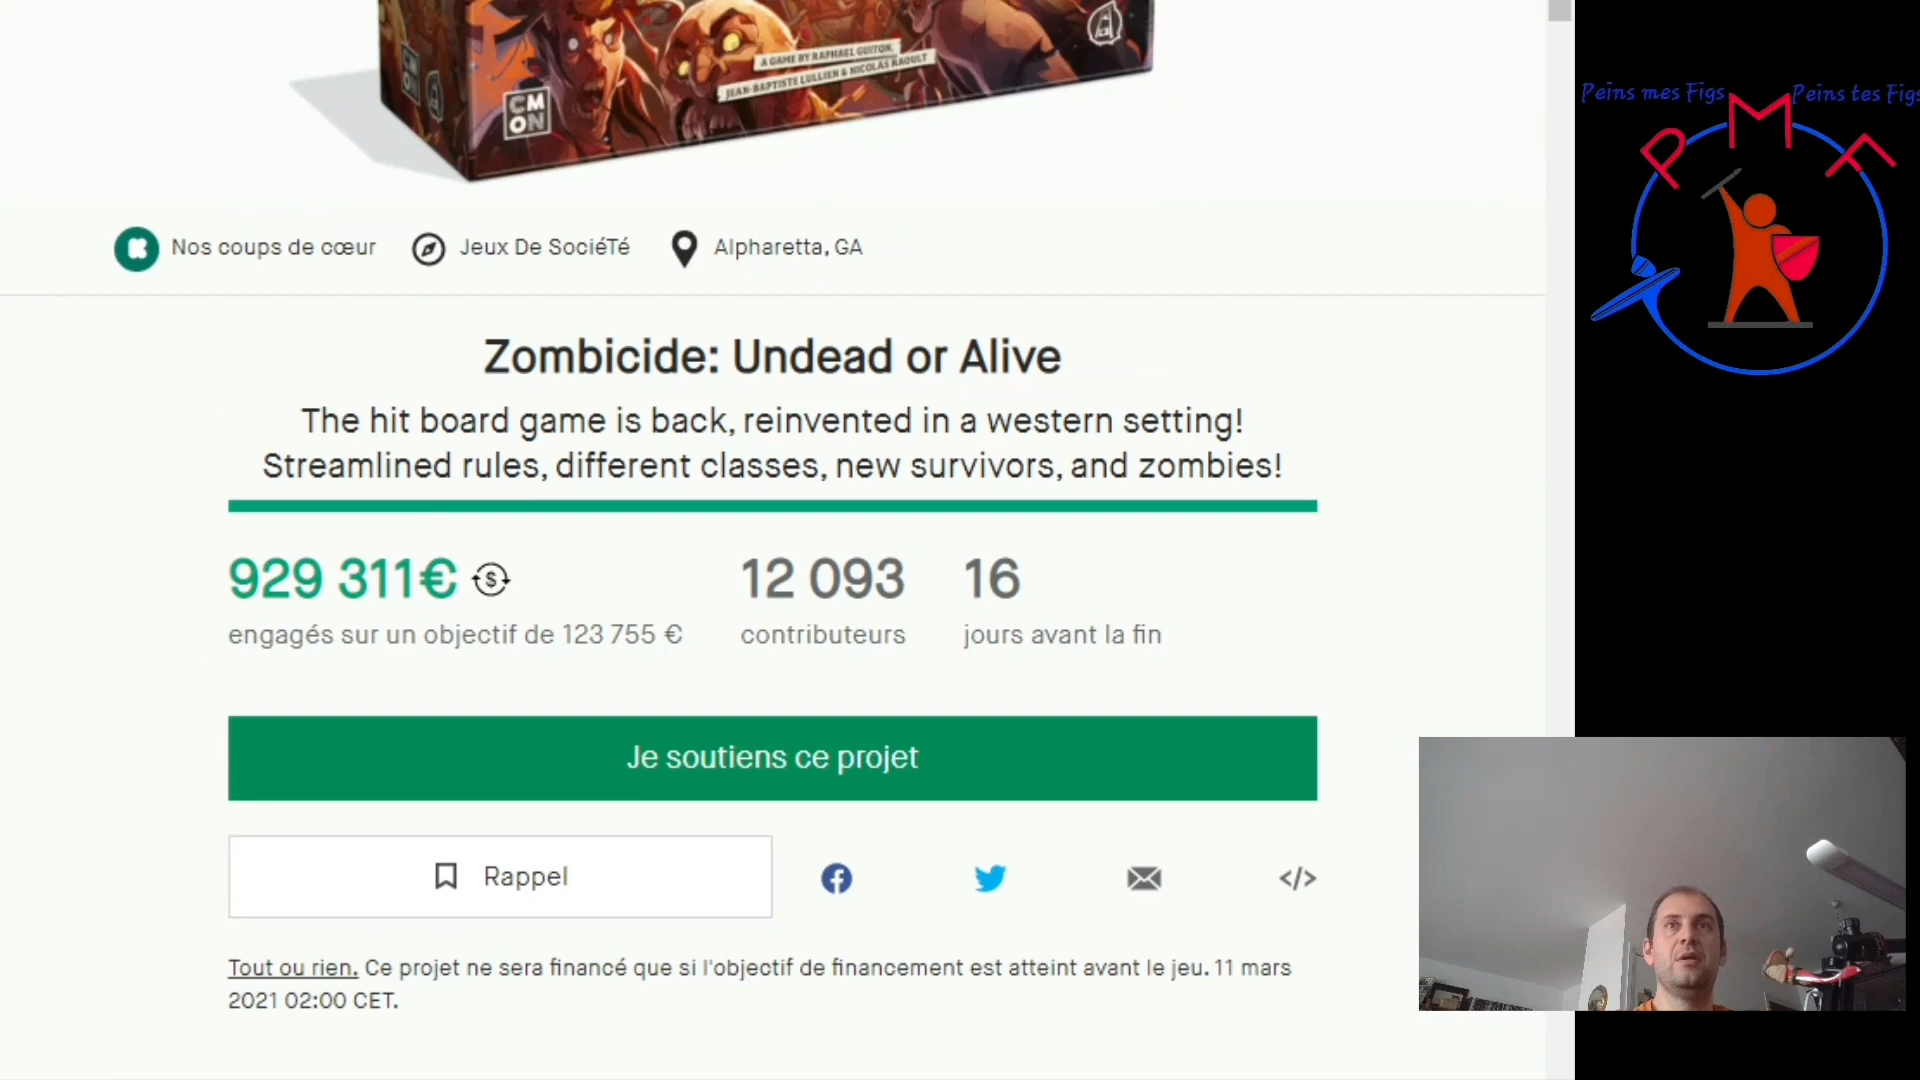 A GAME BY RAPHAEL GUITON,
JEAN-BAPTISTE LULLIEN & NICOLAS RAOULT
CM
ON
Peins mes Figs
Peins tes Figs
P M F
Nos coups de cœur
Jeux De SociéTé
Alpharetta, GA
Zombicide: Undead or Alive
The hit board game is back, reinvented in a western setting!
Streamlined rules, different classes, new survivors, and zombies!
929 311 €
12 093
16
engagés sur un objectif de 123 755 €
contributeurs
jours avant la fin
Je soutiens ce projet
Rappel
Tout ou rien. Ce projet ne sera financé que si l'objectif de financement est atteint avant le jeu. 11 mars
2021 02:00 CET.